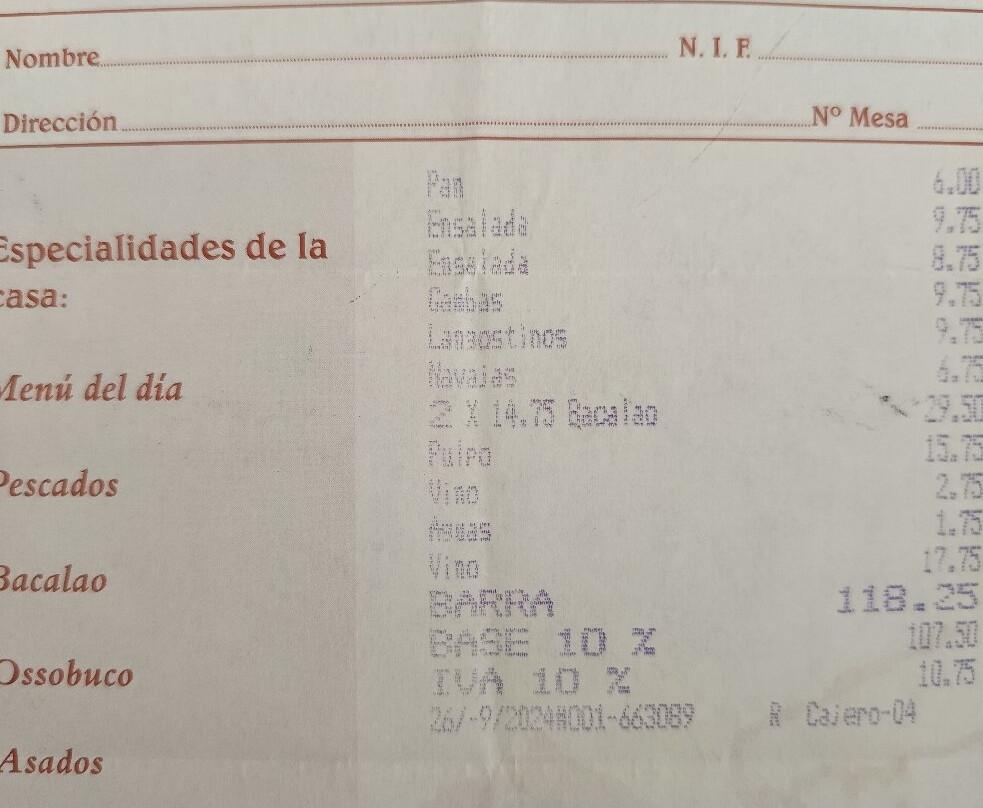 Nombre N. I. F.
Dirección Nº Mesa
Especialidades de la
casa:
Menú del día
Pescados
Bacalao
Ossobuco
Asados
Pan 6.00
Ensalada 9.75
Ensalada 8.75
Gambas 9.75
Langostinos 9.75
Navajas 6.75
2 X 14.75 Bacalao 29.50
Pulpo 15.75
Vino 2.75
Aguas 1.75
Vino 17.75
BARRA 118.25
BASE 10 % 107.50
IVA 10 % 10.75
26/-9/2024#001-663089 R Cajero-04